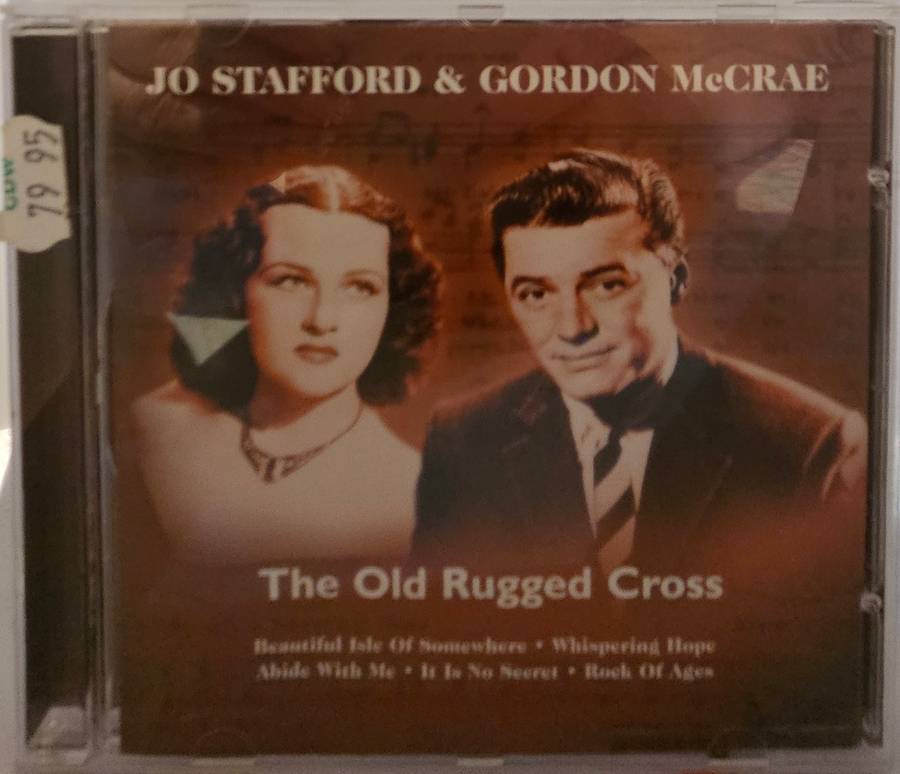 JO STAFFORD & GORDON McCRAE
CDW
79 95
The Old Rugged Cross
Beautiful Isle Of Somewhere • Whispering Hope
Abide With Me • It Is No Secret • Rock Of Ages